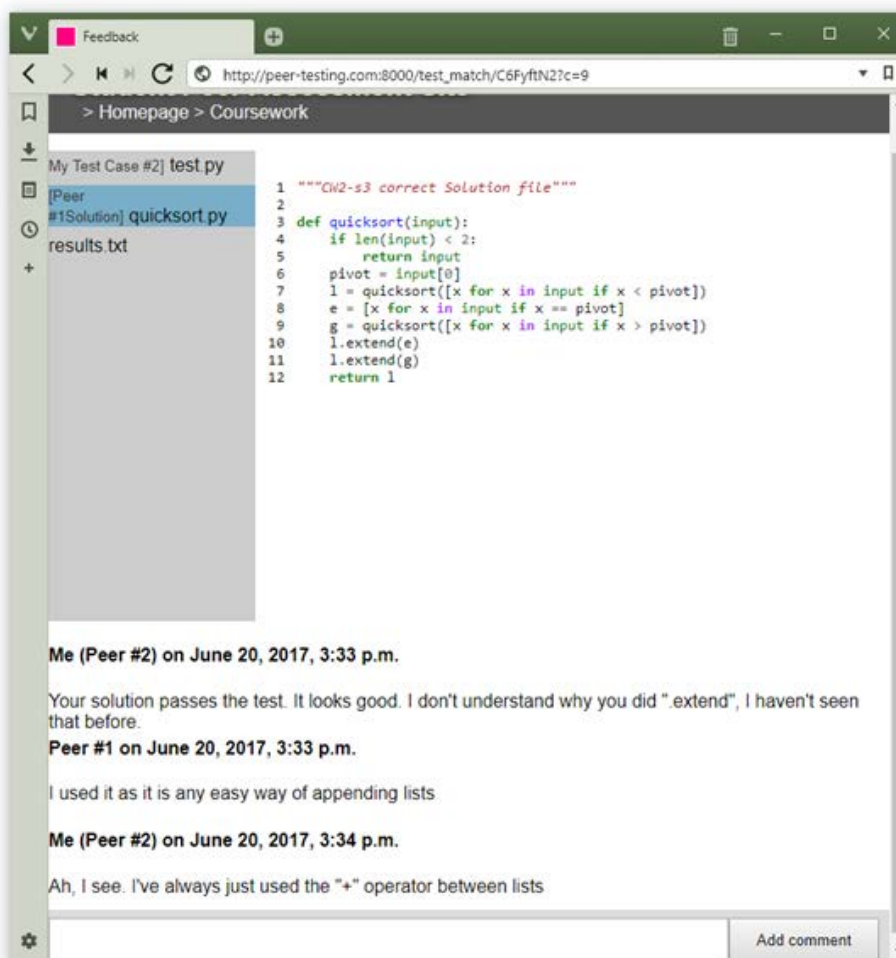 Feedback
http://peer-testing.com:8000/test_match/C6FyftN2?c=9
> Homepage > Coursework
My Test Case #2] test.py
[Peer
#1Solution] quicksort.py
results.txt
1 """CW2-s3 correct Solution file"""
2
3 def quicksort(input):
4     if len(input) < 2:
5         return input
6     pivot = input[0]
7     l = quicksort([x for x in input if x < pivot])
8     e = [x for x in input if x == pivot]
9     g = quicksort([x for x in input if x > pivot])
10     l.extend(e)
11     l.extend(g)
12     return l
Me (Peer #2) on June 20, 2017, 3:33 p.m.
Your solution passes the test. It looks good. I don't understand why you did ".extend", I haven't seen
that before.
Peer #1 on June 20, 2017, 3:33 p.m.
I used it as it is any easy way of appending lists
Me (Peer #2) on June 20, 2017, 3:34 p.m.
Ah, I see. I've always just used the "+" operator between lists
Add comment